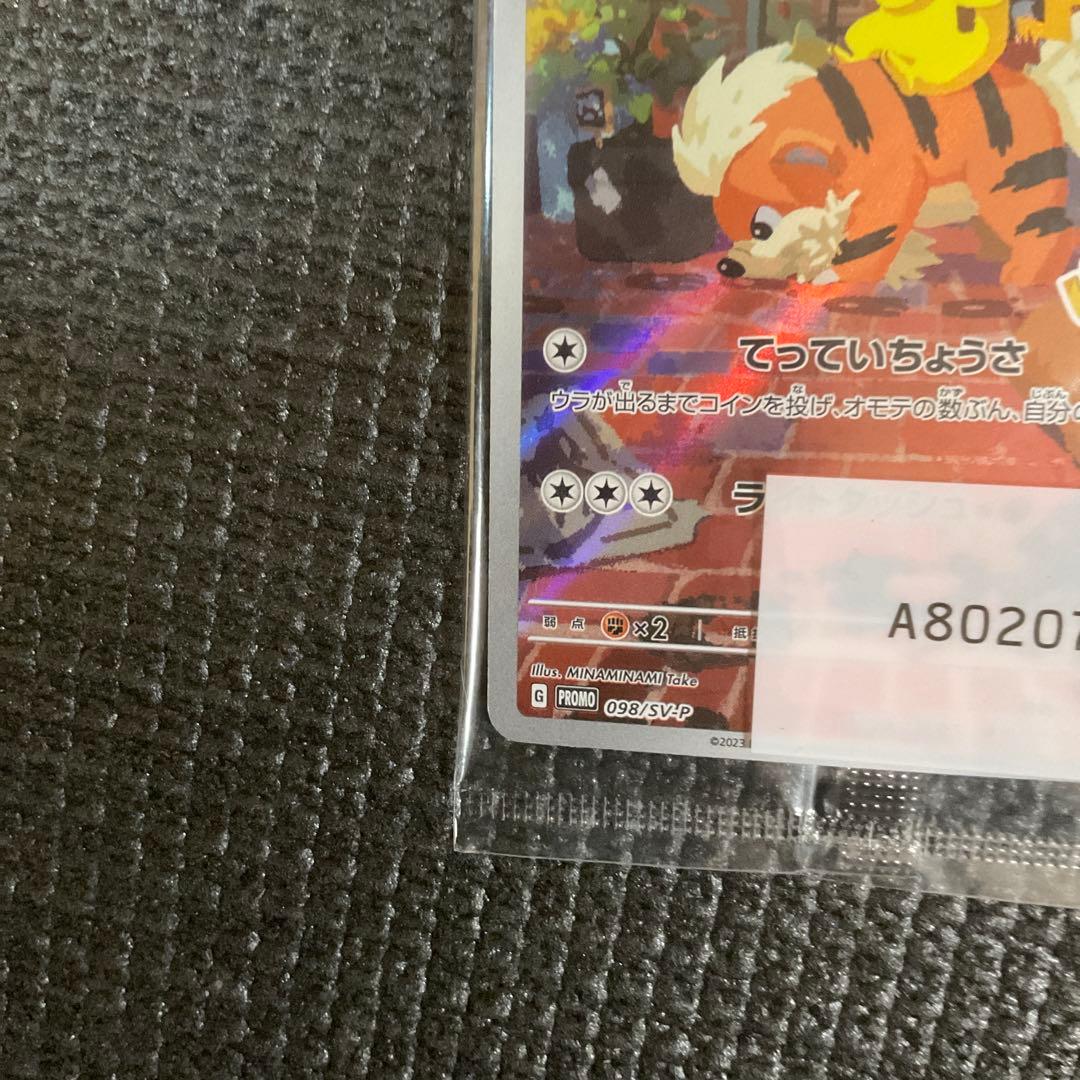 てっていちょうさ
ウラが出るまでコインを投げ、オモテの数ぶん、自分の
ラ
A80207
弱点 ×2 抵
Illus. MINAMINAMI Take
G PROMO 098/SV-P
©2023